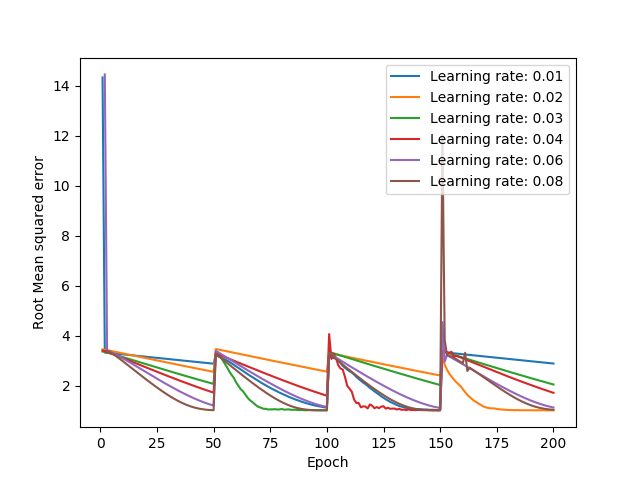 Root Mean squared error
14
12
10
8
6
4
2
Learning rate: 0.01
Learning rate: 0.02
Learning rate: 0.03
Learning rate: 0.04
Learning rate: 0.06
Learning rate: 0.08
0 25 50 75 100 125 150 175 200
Epoch